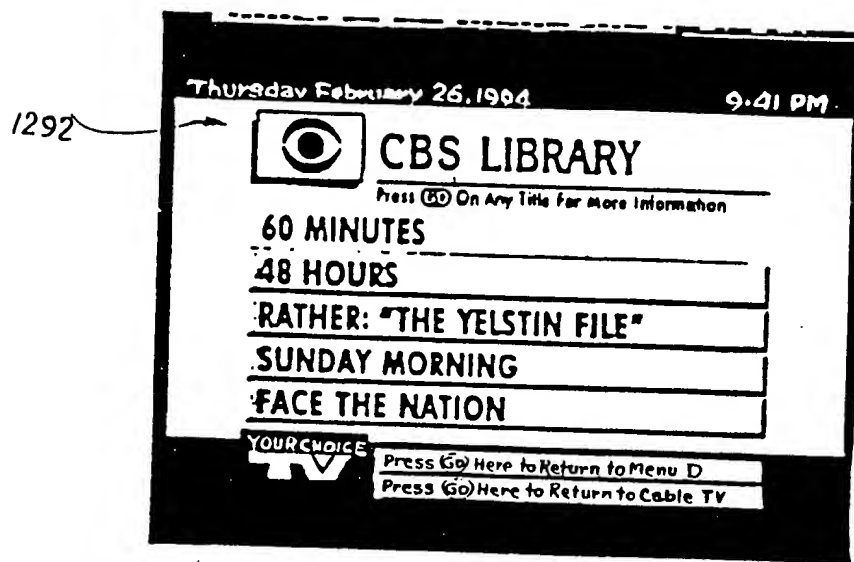 Thursday February 26, 1994
9:41 PM
1292
CBS LIBRARY
Press GO On Any Title For More Information
60 MINUTES
48 HOURS
RATHER: "THE YELSTIN FILE"
SUNDAY MORNING
FACE THE NATION
YOUR CHOICE
TV
Press Go Here to Return to Menu D
Press Go Here to Return to Cable TV